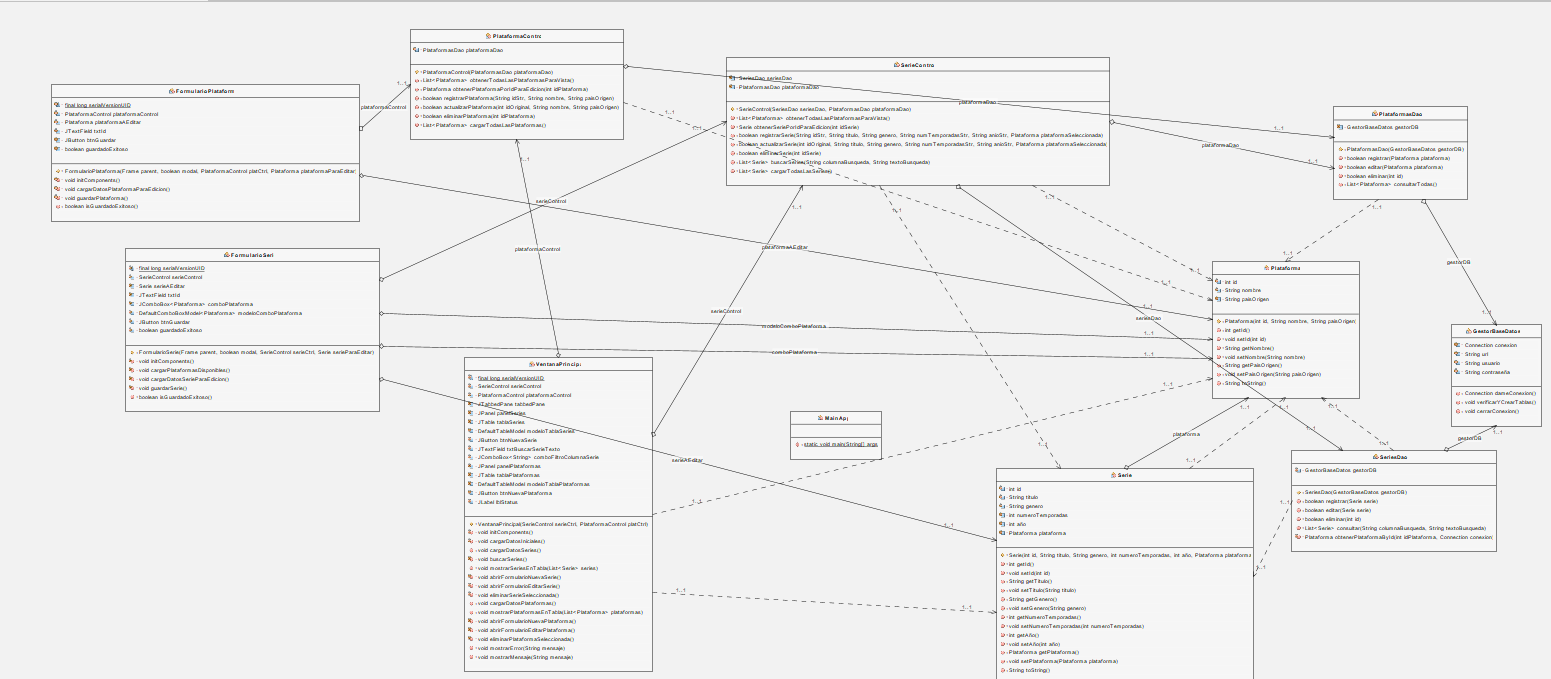 PlataformaContro
PlataformasDao plataformaDao
PlataformaControl(PlataformasDao plataformaDao)
List<Plataforma> obtenerTodasLasPlataformasParaVista()
Plataforma obtenerPlataformaPorIdParaEdicion(int idPlataforma)
boolean registrarPlataforma(String idStr, String nombre, String paisOrigen)
boolean actualizarPlataforma(int idOriginal, String nombre, String paisOrigen)
boolean eliminarPlataforma(int idPlataforma)
List<Plataforma> cargarTodasLasPlataformas()
SerieContro
SeriesDao seriesDao
PlataformasDao plataformaDao
SerieControl(SeriesDao seriesDao, PlataformasDao plataformaDao)
List<Plataforma> obtenerTodasLasPlataformasParaVista()
Serie obtenerSeriePorIdParaEdicion(int idSerie)
boolean registrarSerie(String idStr, String titulo, String genero, String numTemporadasStr, String anioStr, Plataforma plataformaSeleccionada)
boolean actualizarSerie(int idOriginal, String titulo, String genero, String numTemporadasStr, String anioStr, Plataforma plataformaSeleccionada)
boolean eliminarSerie(int idSerie)
List<Serie> buscarSeries(String columnaBusqueda, String textoBusqueda)
List<Serie> cargarTodasLasSeries()
FormularioPlataform
final long serialVersionUID
PlataformaControl plataformaControl
Plataforma plataformaAEditar
JTextField txtId
JButton btnGuardar
boolean guardadoExitoso
FormularioPlataforma(Frame parent, boolean modal, PlataformaControl platCtrl, Plataforma plataformaParaEditar
void initComponents()
void cargarDatosPlataformaParaEdicion()
void guardarPlataforma()
boolean isGuardadoExitoso()
PlataformasDao
GestorBaseDatos gestorDB
PlataformasDao(GestorBaseDatos gestorDB)
boolean registrar(Plataforma plataforma)
boolean editar(Plataforma plataforma)
boolean eliminar(int id)
List<Plataforma> consultarTodas()
FormularioSeri
final long serialVersionUID
SerieControl serieControl
Serie serieAEditar
JTextField txtId
JComboBox<Plataforma> comboPlataforma
DefaultComboBoxModel<Plataforma> modeloComboPlataforma
JButton btnGuardar
boolean guardadoExitoso
FormularioSerie(Frame parent, boolean modal, SerieControl serieCtrl, Serie serieParaEditar)
void initComponents()
void cargarPlataformasDisponibles()
void cargarDatosSerieParaEdicion()
void guardarSerie()
boolean isGuardadoExitoso()
Plataforma
int id
String nombre
String paisOrigen
Plataforma(int id, String nombre, String paisOrigen)
int getId()
void setId(int id)
String getNombre()
void setNombre(String nombre)
String getPaisOrigen()
void setPaisOrigen(String paisOrigen)
String toString()
GestorBaseDatos
Connection conexion
String url
String usuario
String contraseña
Connection dameConexion()
void verificarYCrearTablas()
void cerrarConexion()
VentanaPrincip
final long serialVersionUID
SerieControl serieControl
PlataformaControl plataformaControl
JTabbedPane tabbedPane
JPanel panelSeries
JTable tablaSeries
DefaultTableModel modeloTablaSeries
JButton btnNuevaSerie
JTextField txtBuscarSerieTexto
JComboBox<String> comboFiltroColumnaSerie
JPanel panelPlataformas
JTable tablaPlataformas
DefaultTableModel modeloTablaPlataformas
JButton btnNuevaPlataforma
JLabel lblStatus
VentanaPrincipal(SerieControl serieCtrl, PlataformaControl platCtrl)
void initComponents()
void cargarDatosIniciales()
void cargarDatosSeries()
void buscarSeries()
void mostrarSeriesEnTabla(List<Serie> series)
void abrirFormularioNuevaSerie()
void abrirFormularioEditarSerie()
void eliminarSerieSeleccionada()
void cargarDatosPlataformas()
void mostrarPlataformasEnTabla(List<Plataforma> plataformas)
void abrirFormularioNuevaPlataforma()
void abrirFormularioEditarPlataforma()
void eliminarPlataformaSeleccionada()
void mostrarError(String mensaje)
void mostrarMensaje(String mensaje)
MainAp
static void main(String[] args
Serie
int id
String titulo
String genero
int numeroTemporadas
int año
Plataforma plataforma
Serie(int id, String titulo, String genero, int numeroTemporadas, int año, Plataforma plataforma
int getId()
void setId(int id)
String getTitulo()
void setTitulo(String titulo)
String getGenero()
void setGenero(String genero)
int getNumeroTemporadas()
void setNumeroTemporadas(int numeroTemporadas)
int getAño()
void setAño(int año)
Plataforma getPlataforma()
void setPlataforma(Plataforma plataforma)
String toString()
SeriesDao
GestorBaseDatos gestorDB
SeriesDao(GestorBaseDatos gestorDB)
boolean registrar(Serie serie)
boolean editar(Serie serie)
boolean eliminar(int id)
List<Serie> consultar(String columnaBusqueda, String textoBusqueda)
Plataforma obtenerPlataformaById(int idPlataforma, Connection conexion
plataformaControl
plataformaDao
plataformaDao
serieControl
plataformaControl
plataformaAEditar
gestorDB
serieControl
seriesDao
modeloComboPlataforma
comboPlataforma
plataforma
gestorDB
serieAEditar